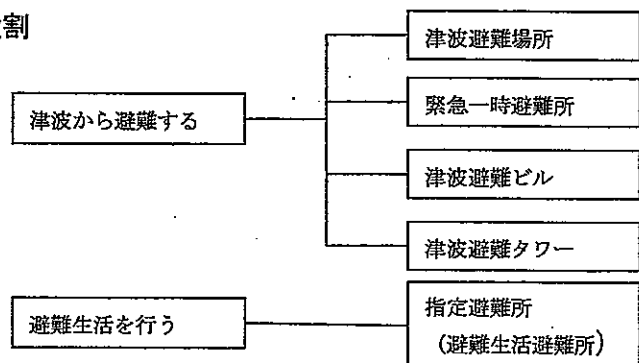 割
津波避難場所
緊急一時避難所
津波から避難する
津波避難ビル
津波避難タワー
避難生活を行う
指定避難所
(避難生活避難所)